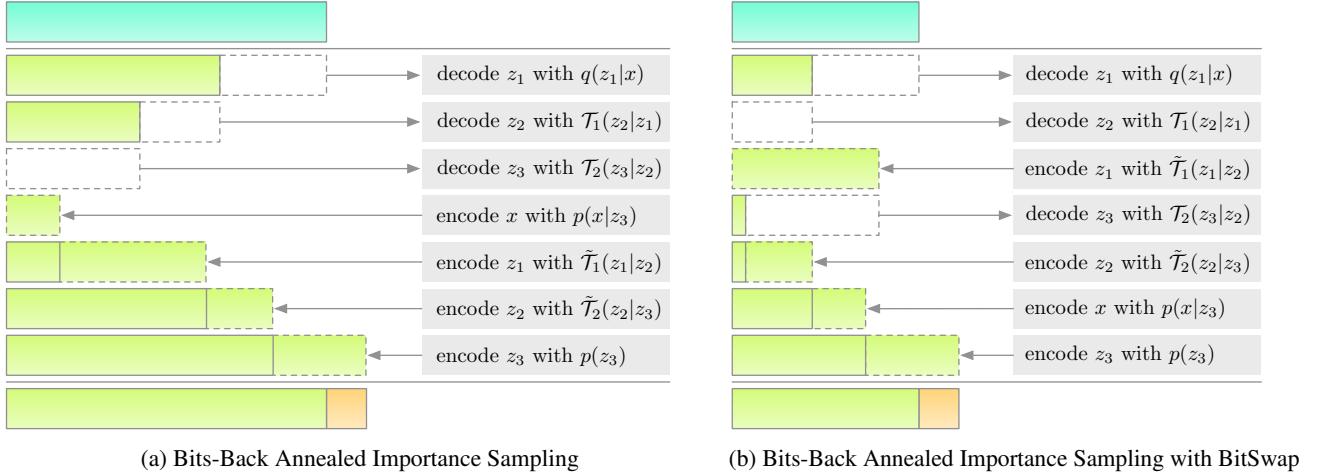 decode z₁ with q(z₁|x)
decode z₂ with 𝒯₁(z₂|z₁)
decode z₃ with 𝒯₂(z₃|z₂)
encode x with p(x|z₃)
encode z₁ with 𝒯̃₁(z₁|z₂)
encode z₂ with 𝒯̃₂(z₂|z₃)
encode z₃ with p(z₃)
(a) Bits-Back Annealed Importance Sampling
decode z₁ with q(z₁|x)
decode z₂ with 𝒯₁(z₂|z₁)
encode z₁ with 𝒯̃₁(z₁|z₂)
decode z₃ with 𝒯₂(z₃|z₂)
encode z₂ with 𝒯̃₂(z₂|z₃)
encode x with p(x|z₃)
encode z₃ with p(z₃)
(b) Bits-Back Annealed Importance Sampling with BitSwap